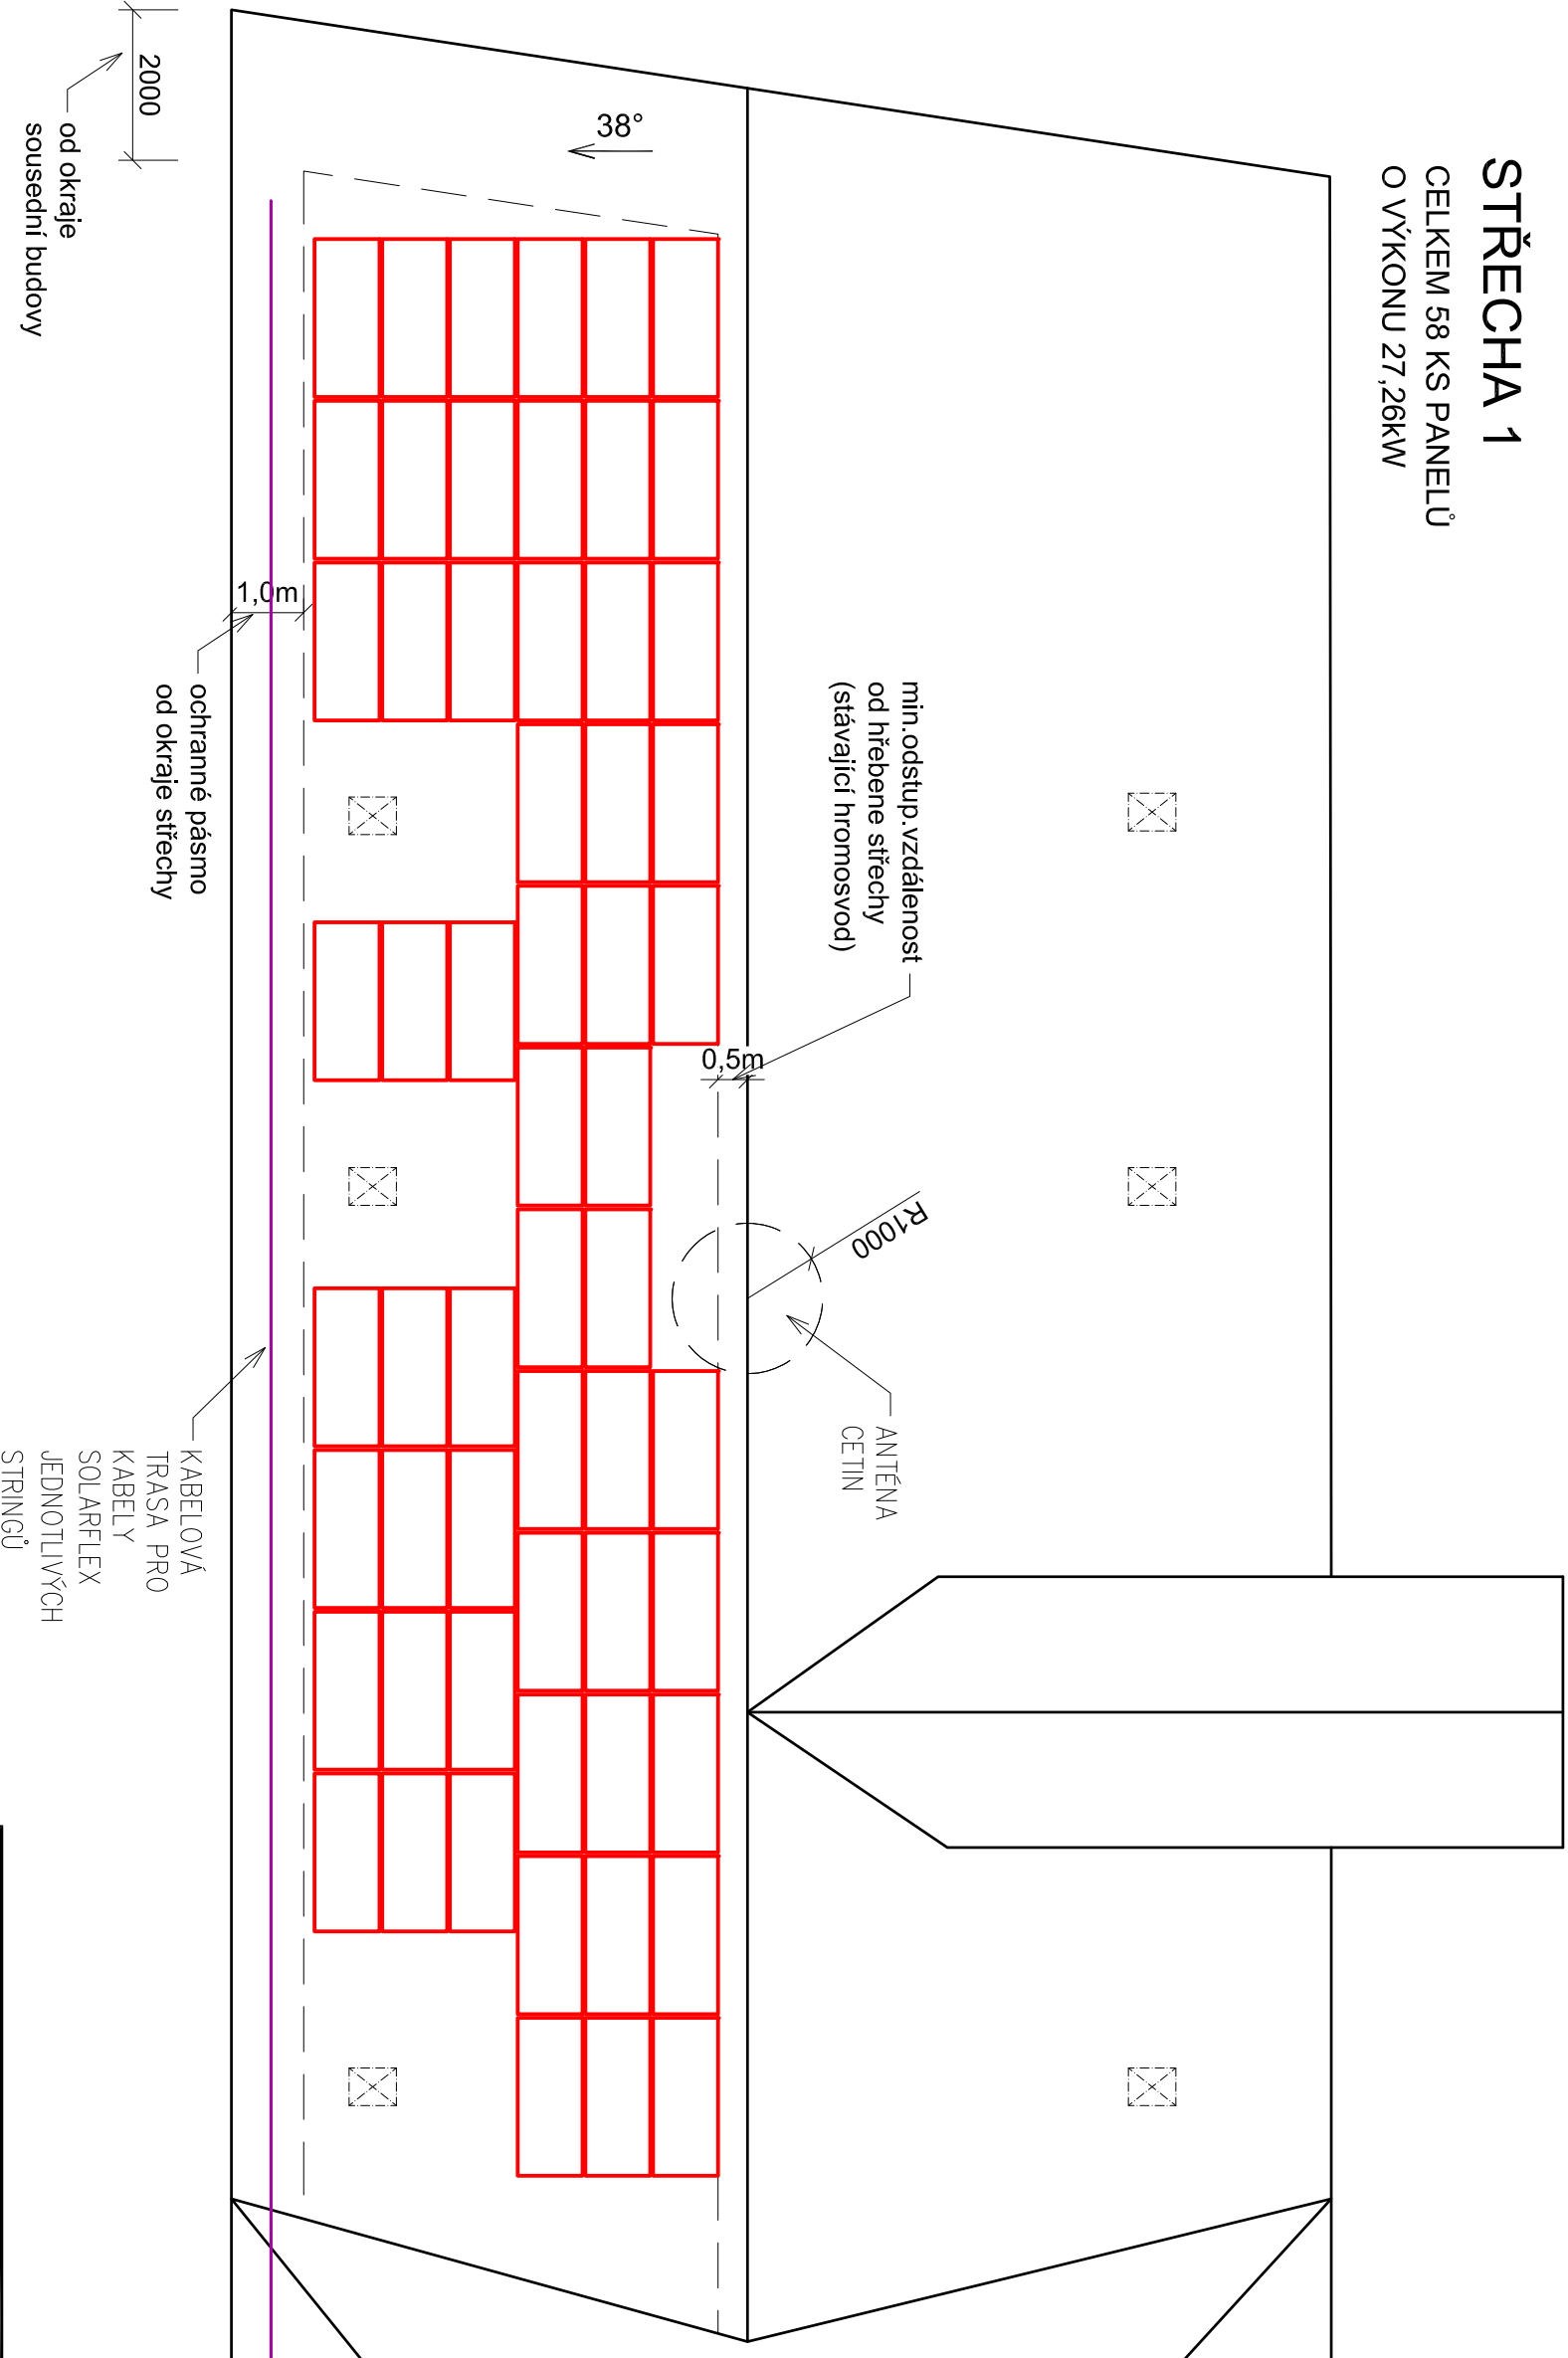 STŘECHA 1
CELKEM 58 KS PANELŮ
O VÝKONU 27,26kW
38°
2000
od okraje
sousední budovy
1,0m
ochranné pásmo
od okraje střechy
min.odstup.vzdálenost
od hřebene střechy
(stávající hromosvod)
0,5m
R1000
ANTÉNA
CETIN
KABELOVÁ
TRASA PRO
KABELY
SOLARFLEX
JEDNOTLIVÝCH
STRINGŮ